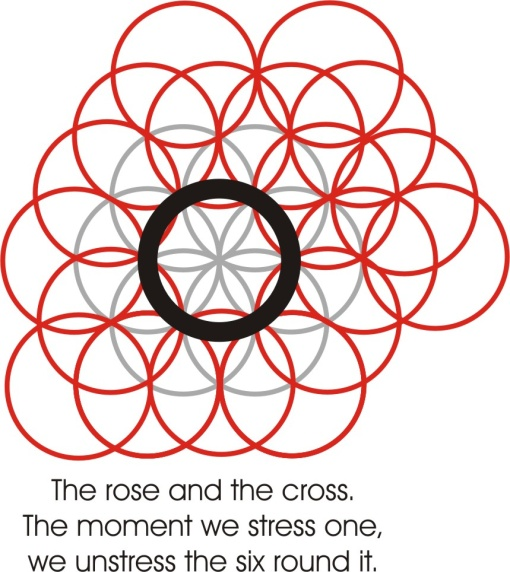 The rose and the cross.
The moment we stress one,
we unstress the six round it.